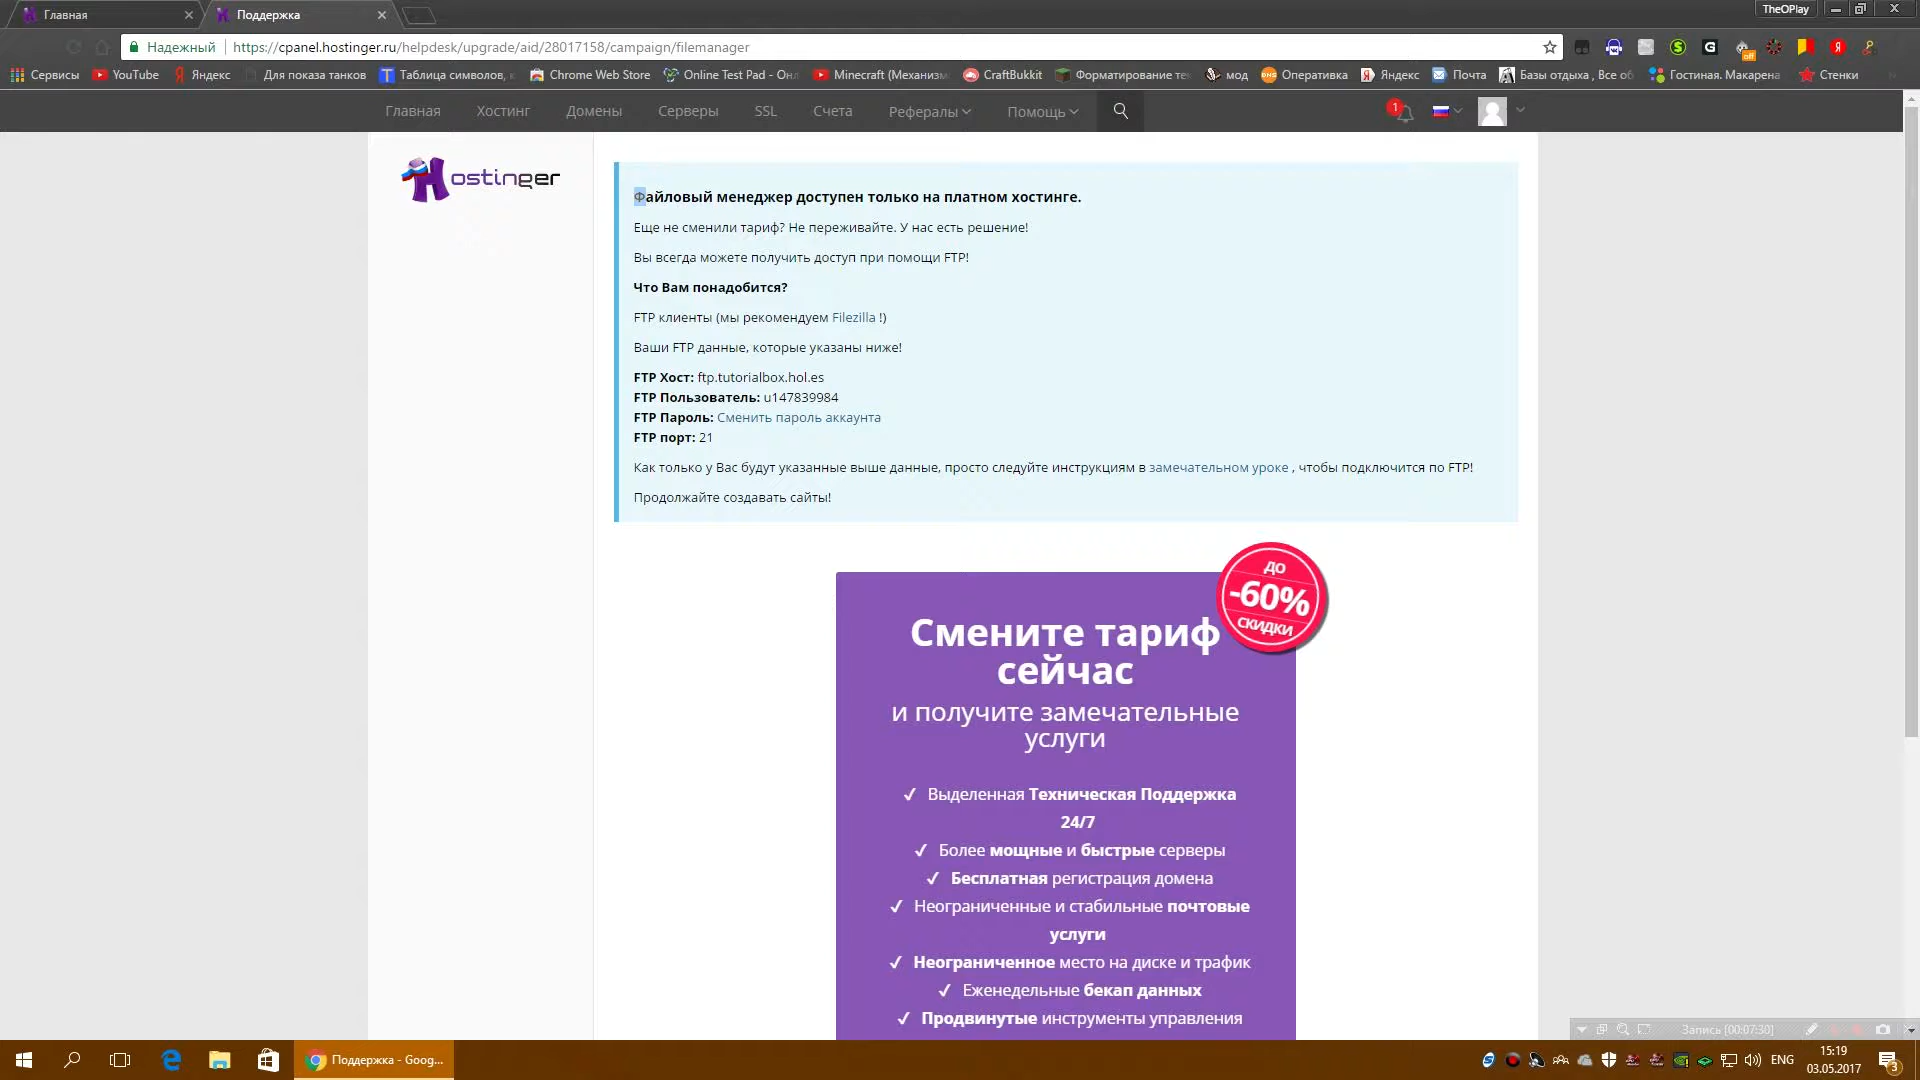 Главная
Поддержка
TheOPlay
Надежный
https://cpanel.hostinger.ru/helpdesk/upgrade/aid/28017158/campaign/filemanager
Сервисы YouTube Яндекс Для показа танков Таблица символов, Chrome Web Store Online Test Pad - Minecraft (Механизм CraftBukkit Форматирование мод Оперативка Яндекс Почта Базы отдыха , Все Гостиная. Макарена Стенки
Главная Хостинг Домены Серверы SSL Счета Рефералы Помощь 1
Hostinger
Файловый менеджер доступен только на платном хостинге.
Еще не сменили тариф? Не переживайте. У нас есть решение!
Вы всегда можете получить доступ при помощи FTP!
Что Вам понадобится?
FTP клиенты (мы рекомендуем Filezilla !)
Ваши FTP данные, которые указаны ниже!
FTP Хост: ftp.tutorialbox.hol.es
FTP Пользователь: u147839984
FTP Пароль: Сменить пароль аккаунта
FTP порт: 21
Как только у Вас будут указанные выше данные, просто следуйте инструкциям в замечательном уроке , чтобы подключится по FTP!
Продолжайте создавать сайты!
ДО
-60%
СКИДКИ
Смените тариф
сейчас
и получите замечательные
услуги
✓ Выделенная Техническая Поддержка
24/7
✓ Более мощные и быстрые серверы
✓ Бесплатная регистрация домена
✓ Неограниченные и стабильные почтовые
услуги
✓ Неограниченное место на диске и трафик
✓ Еженедельные бекап данных
✓ Продвинутые инструменты управления
Запись [00:07:30]
Поддержка - Goog...
ENG
15:19
03.05.2017
3